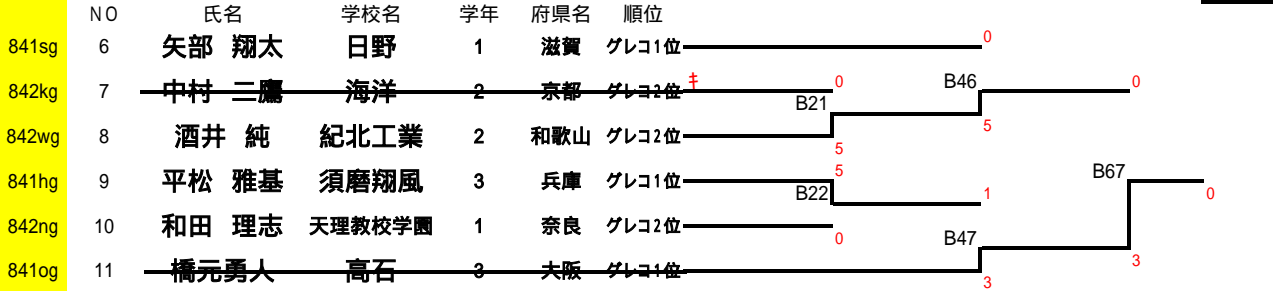 NO 氏名 学校名 学年 府県名 順位
841sg 6 矢部 翔太 日野 1 滋賀 グレコ1位 0
842kg 7 中村 二鷹 海洋 2 京都 グレコ2位 キ 0 B46 0
B21
842wg 8 酒井 純 紀北工業 2 和歌山 グレコ2位 5 5
841hg 9 平松 雅基 須磨翔風 3 兵庫 グレコ1位 5 B67
B22 1 0
842ng 10 和田 理志 天理教校学園 1 奈良 グレコ2位 0 B47
841og 11 橋元勇人 高石 3 大阪 グレコ1位 3 3